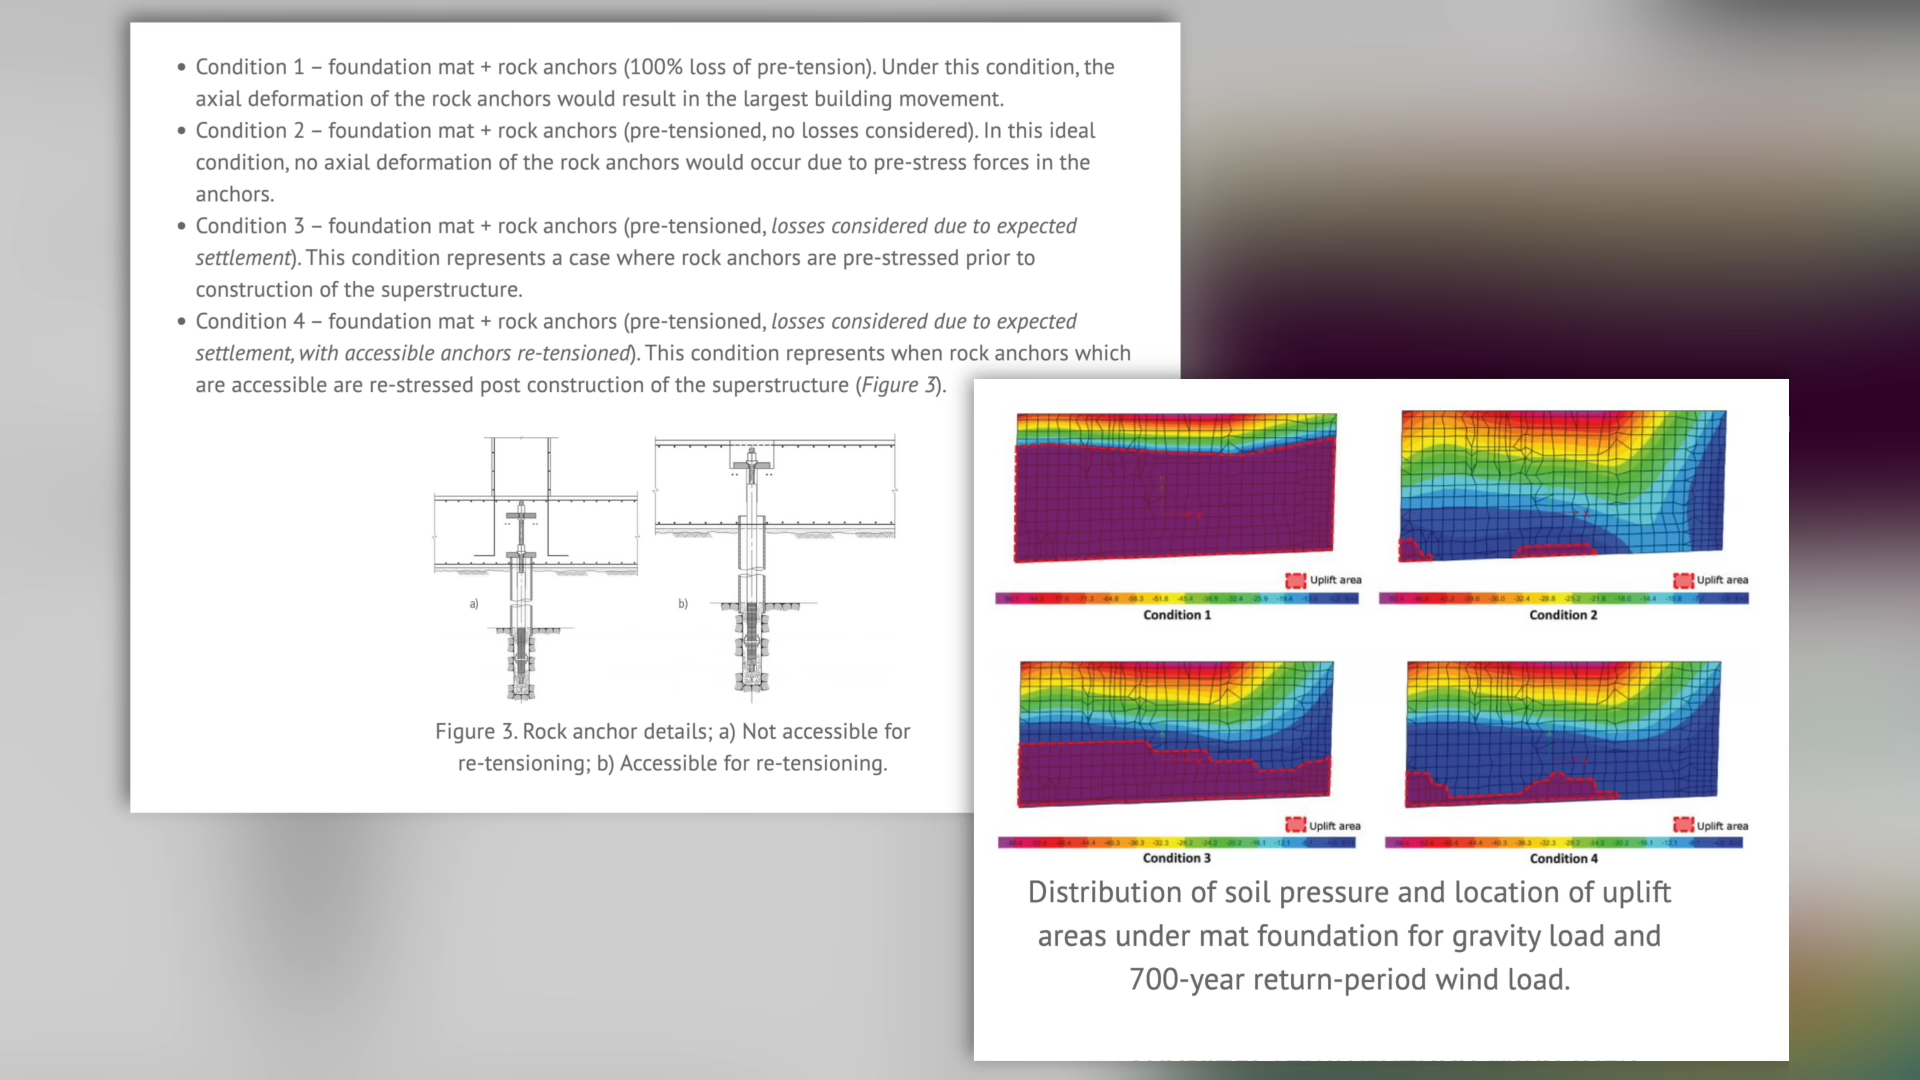 • Condition 1 – foundation mat + rock anchors (100% loss of pre-tension). Under this condition, the
axial deformation of the rock anchors would result in the largest building movement.
• Condition 2 – foundation mat + rock anchors (pre-tensioned, no losses considered). In this ideal
condition, no axial deformation of the rock anchors would occur due to pre-stress forces in the
anchors.
• Condition 3 – foundation mat + rock anchors (pre-tensioned, losses considered due to expected
settlement). This condition represents a case where rock anchors are pre-stressed prior to
construction of the superstructure.
• Condition 4 – foundation mat + rock anchors (pre-tensioned, losses considered due to expected
settlement, with accessible anchors re-tensioned). This condition represents when rock anchors which
are accessible are re-stressed post construction of the superstructure (Figure 3).
a)
b)
Figure 3. Rock anchor details; a) Not accessible for
re-tensioning; b) Accessible for re-tensioning.
Uplift area
Condition 1
Uplift area
Condition 2
Uplift area
Condition 3
Uplift area
Condition 4
Distribution of soil pressure and location of uplift
areas under mat foundation for gravity load and
700-year return-period wind load.